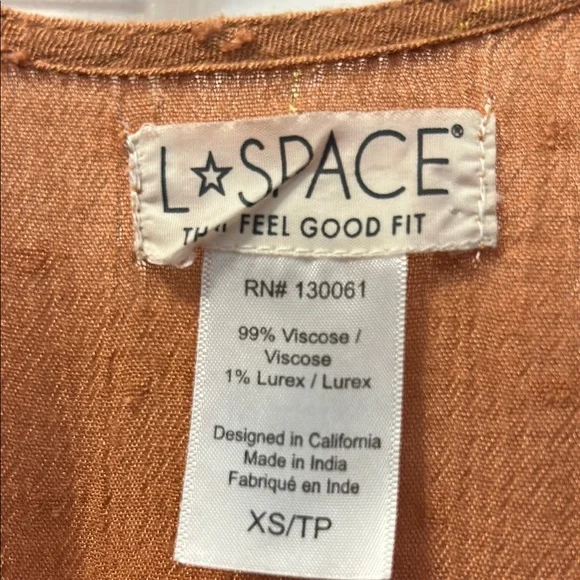 L☆SPACE®
FEEL GOOD FIT
RN# 130061
99% Viscose /
Viscose
1% Lurex / Lurex
Designed in California
Made in India
Fabriqué en Inde
XS/TP